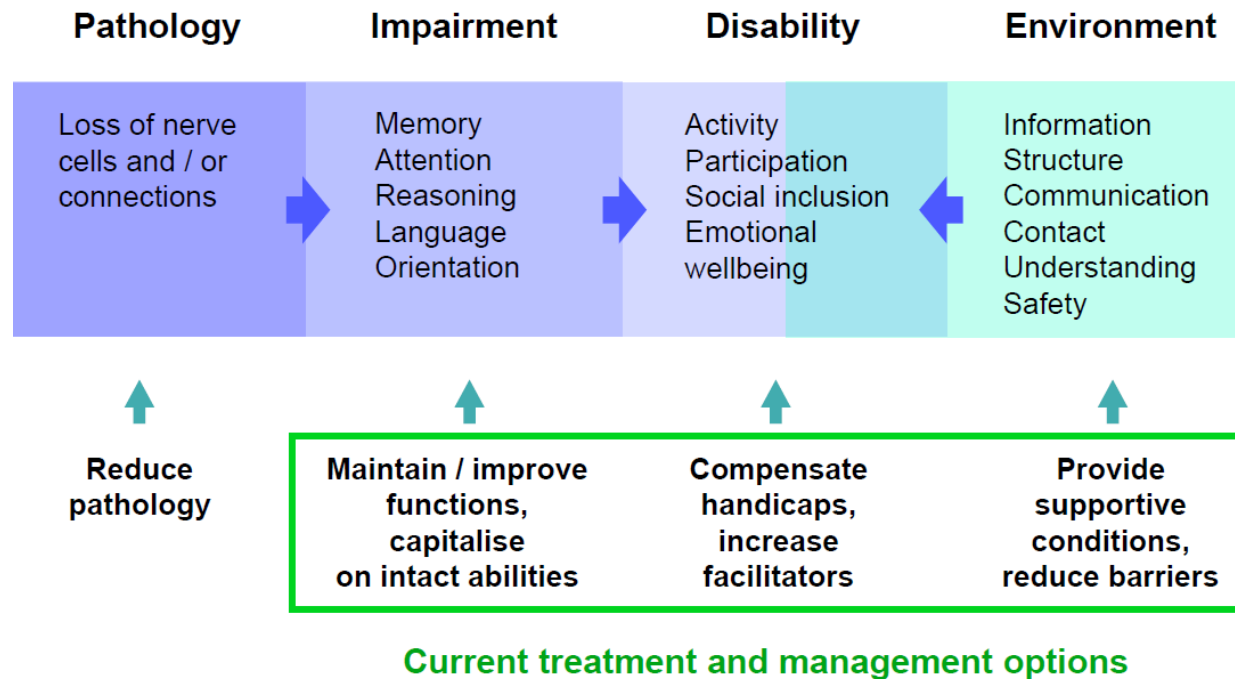 Pathology
Impairment
Disability
Environment
Loss of nerve
cells and / or
connections
Memory
Attention
Reasoning
Language
Orientation
Activity
Participation
Social inclusion
Emotional
wellbeing
Information
Structure
Communication
Contact
Understanding
Safety
Reduce
pathology
Maintain / improve
functions,
capitalise
on intact abilities
Compensate
handicaps,
increase
facilitators
Provide
supportive
conditions,
reduce barriers
Current treatment and management options